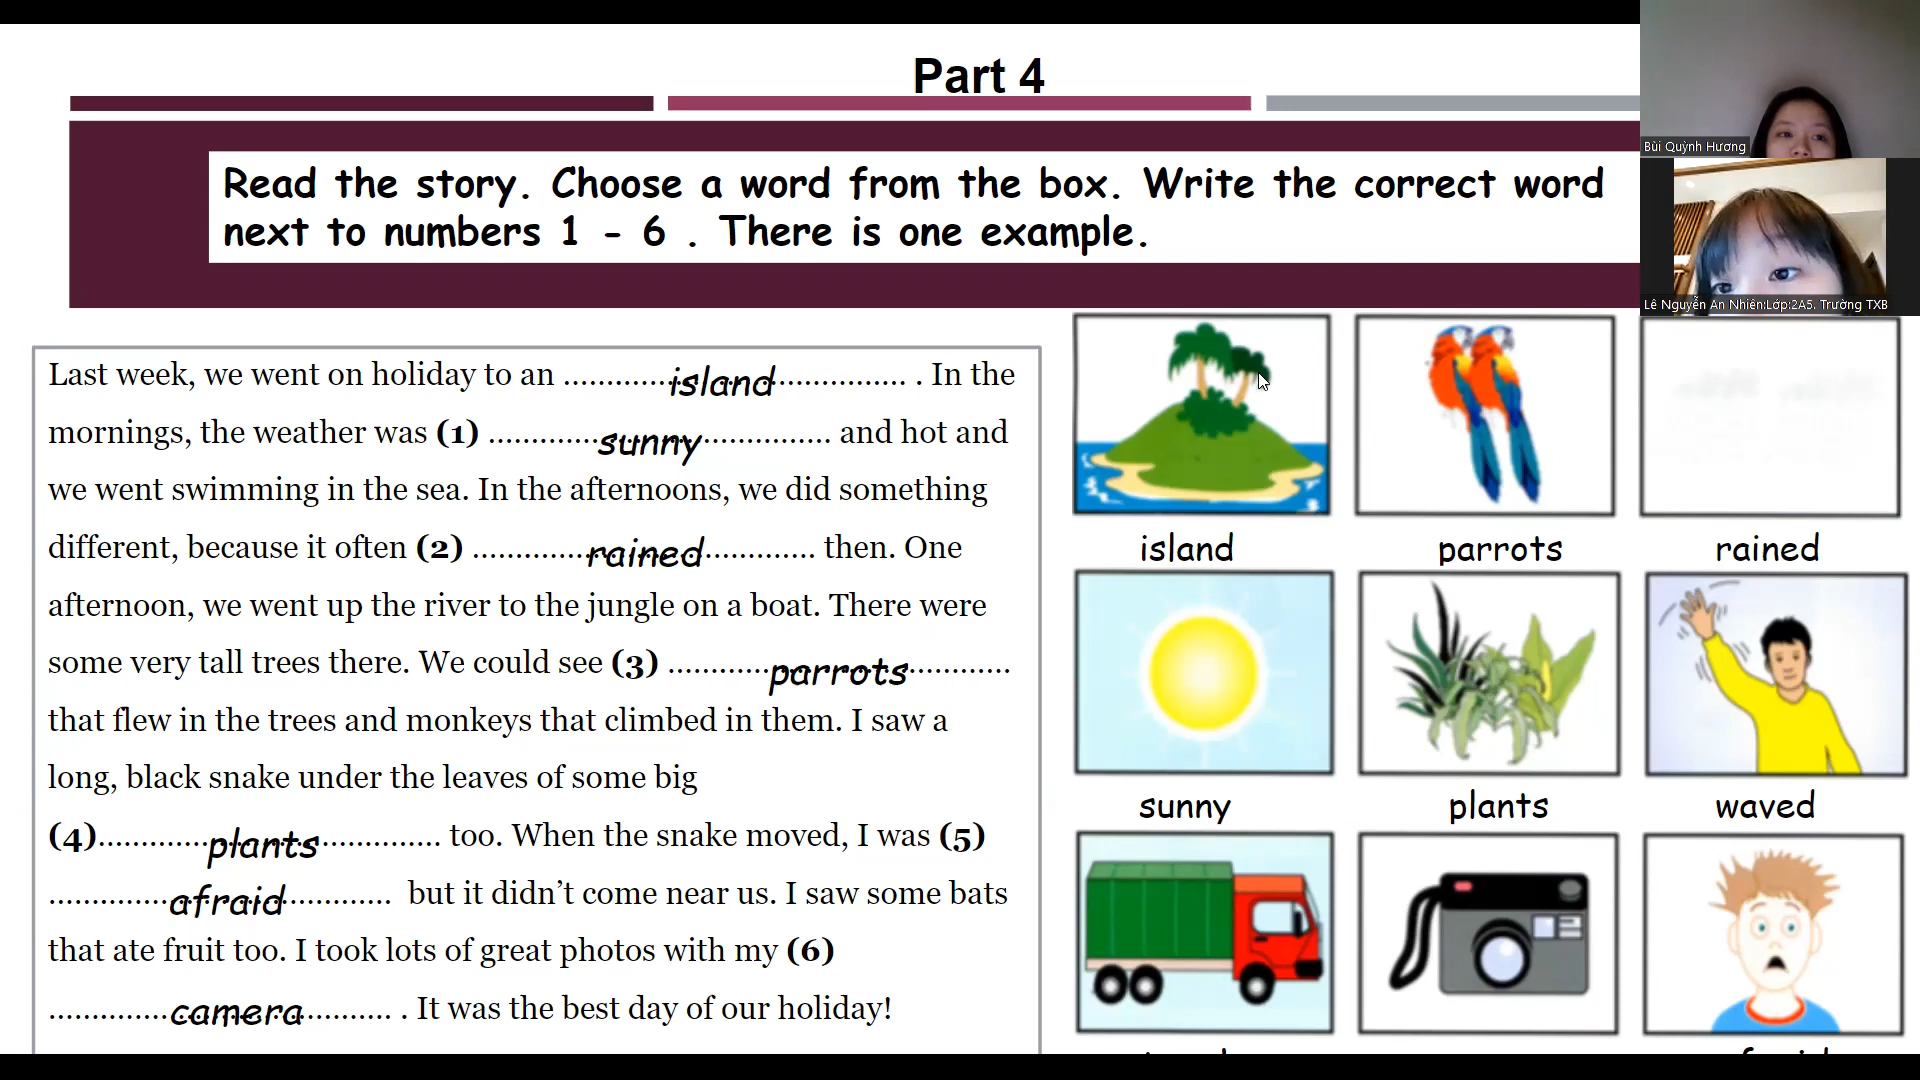 Part 4
Bùi Quỳnh Hương
Read the story. Choose a word from the box. Write the correct word
next to numbers 1 - 6 . There is one example.
Lê Nguyễn An Nhiên:Lớp:2A5. Trường TXB
Last week, we went on holiday to an ............island............ . In the
mornings, the weather was (1) ............sunny............ and hot and
we went swimming in the sea. In the afternoons, we did something
different, because it often (2) ............rained............ then. One
afternoon, we went up the river to the jungle on a boat. There were
some very tall trees there. We could see (3) ............parrots............
that flew in the trees and monkeys that climbed in them. I saw a
long, black snake under the leaves of some big
(4)............plants............ too. When the snake moved, I was (5)
............afraid............ but it didn’t come near us. I saw some bats
that ate fruit too. I took lots of great photos with my (6)
............camera............ . It was the best day of our holiday!
island
parrots
rained
sunny
plants
waved